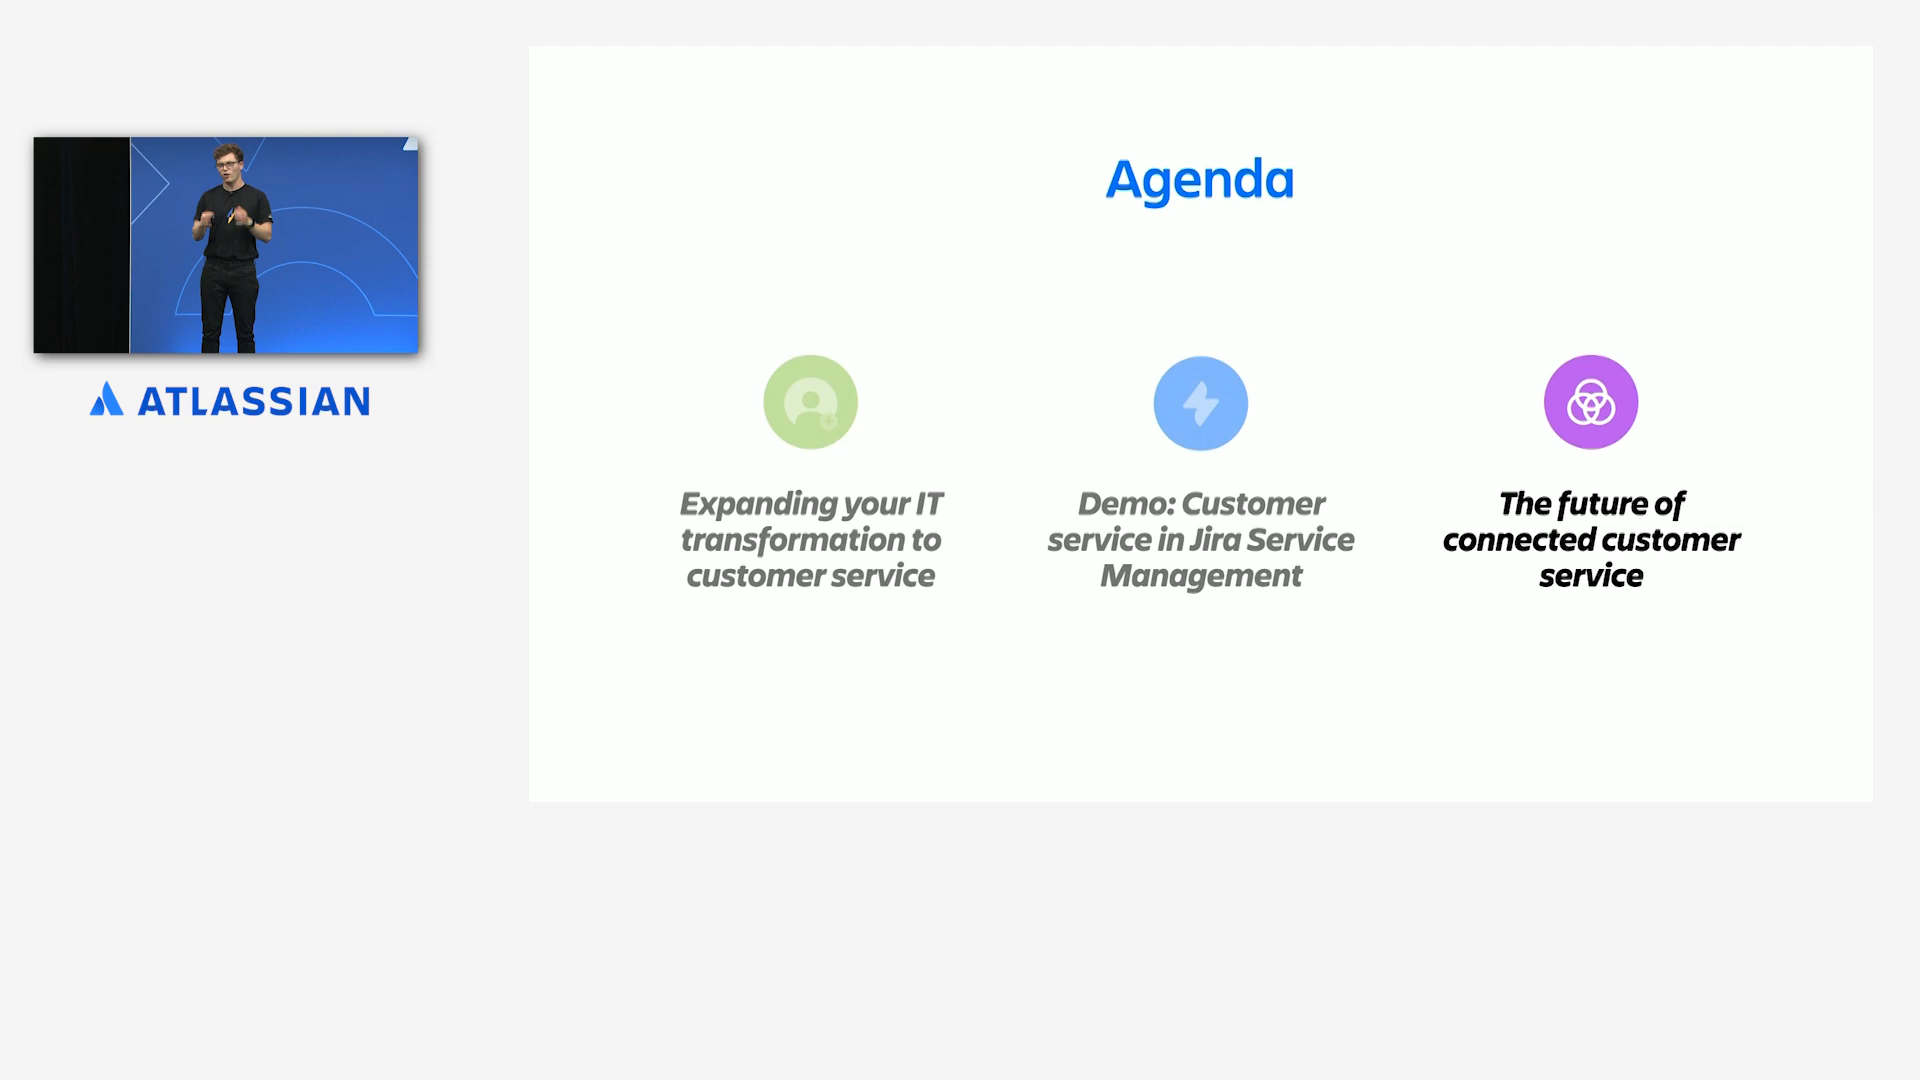 ATLASSIAN
Agenda
Expanding your IT
transformation to
customer service
Demo: Customer
service in Jira Service
Management
The future of
connected customer
service